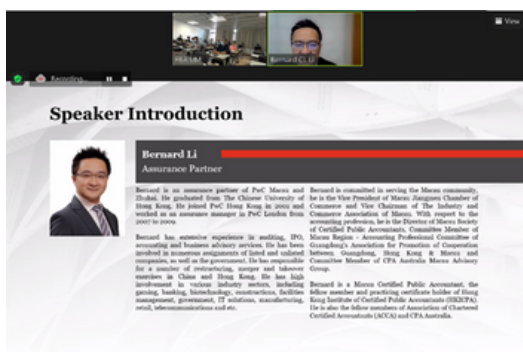 View
PRA MM
Bernard CL Li
Recording...
Speaker Introduction
Bernard Li
Assurance Partner
Bernard is an assurance partner of PwC Macau and
Zhuhai. He graduated from The Chinese University of
Hong Kong. He joined PwC Hong Kong in 2002 and
worked as an assurance manager in PwC London from
2007 to 2009.
Bernard has extensive experience in auditing, IPO,
accounting and business advisory services. He has been
involved in numerous assignments of listed and unlisted
companies, as well as the government. He has responsible
for a number of restructuring, merger and takeover
exercises in China and Hong Kong. He has high
involvement in various industry sectors, including
gaming, banking, biotechnology, constructions, facilities
management, government, IT solutions, manufacturing,
retail, telecommunications and etc.
Bernard is committed in serving the Macau community,
he is the Vice President of Macau Jiangmen Chamber of
Commerce and Vice Chairman of The Industry and
Commerce Association of Macau. With respect to the
accounting profession, he is the Director of Macau Society
of Certified Public Accountants, Committee Member of
Macau Region - Accounting Professional Committee of
Guangdong's Association for Promotion of Cooperation
between Guangdong, Hong Kong & Macau and
Committee Member of CPA Australia Macau Advisory
Group.
Bernard is a Macau Certified Public Accountant, the
fellow member and practicing certificate holder of Hong
Kong Institute of Certified Public Accountants (HKICPA).
He is also the fellow members of Association of Chartered
Certified Accountants (ACCA) and CPA Australia.